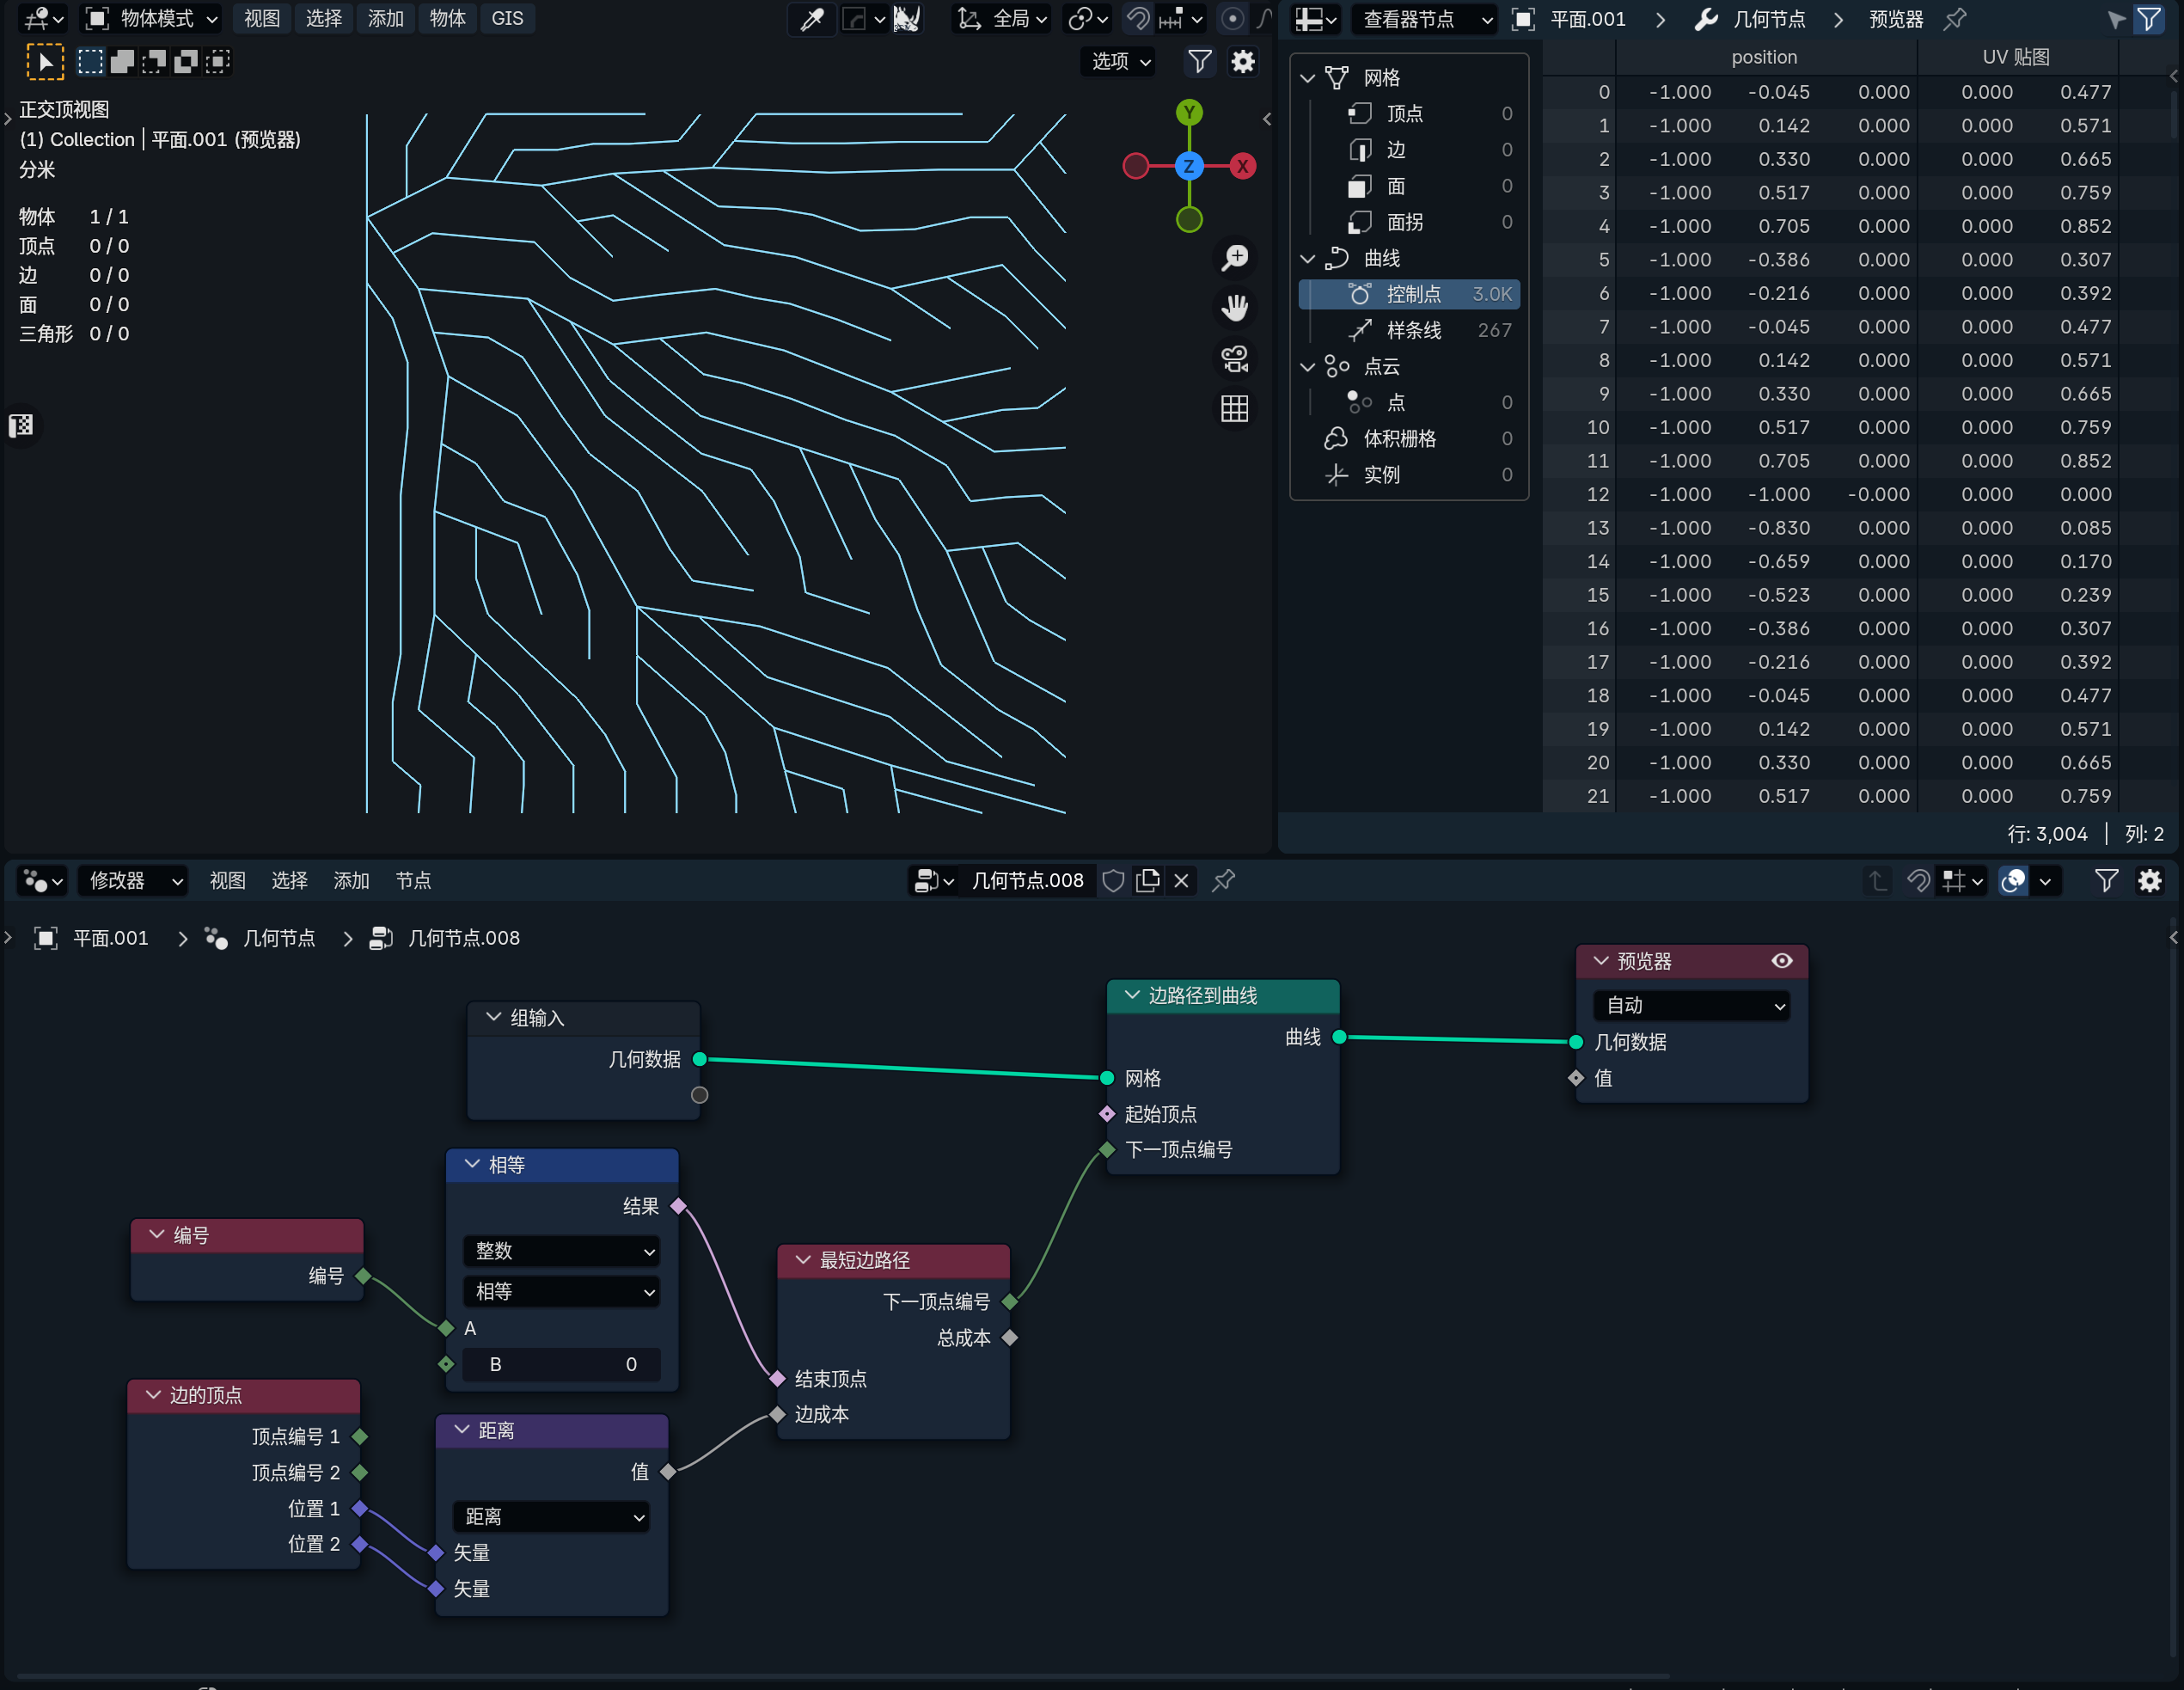 物体模式 视图 选择 添加 物体 GIS 全局
选项
正交顶视图
(1) Collection | 平面.001 (预览器)
分米
物体 1 / 1
顶点 0 / 0
边 0 / 0
面 0 / 0
三角形 0 / 0
Y
Z
X
查看器节点 平面.001 几何节点 预览器
网格
顶点 0
边 0
面 0
面拐 0
曲线
控制点 3.0K
样条线 267
点云
点 0
体积栅格 0
实例 0
position UV 贴图
0 -1.000 -0.045 0.000 0.000 0.477
1 -1.000 0.142 0.000 0.000 0.571
2 -1.000 0.330 0.000 0.000 0.665
3 -1.000 0.517 0.000 0.000 0.759
4 -1.000 0.705 0.000 0.000 0.852
5 -1.000 -0.386 0.000 0.000 0.307
6 -1.000 -0.216 0.000 0.000 0.392
7 -1.000 -0.045 0.000 0.000 0.477
8 -1.000 0.142 0.000 0.000 0.571
9 -1.000 0.330 0.000 0.000 0.665
10 -1.000 0.517 0.000 0.000 0.759
11 -1.000 0.705 0.000 0.000 0.852
12 -1.000 -1.000 -0.000 0.000 0.000
13 -1.000 -0.830 0.000 0.000 0.085
14 -1.000 -0.659 0.000 0.000 0.170
15 -1.000 -0.523 0.000 0.000 0.239
16 -1.000 -0.386 0.000 0.000 0.307
17 -1.000 -0.216 0.000 0.000 0.392
18 -1.000 -0.045 0.000 0.000 0.477
19 -1.000 0.142 0.000 0.000 0.571
20 -1.000 0.330 0.000 0.000 0.665
21 -1.000 0.517 0.000 0.000 0.759
行: 3,004 | 列: 2
修改器 视图 选择 添加 节点 几何节点.008
平面.001 几何节点 几何节点.008
组输入
几何数据
编号
编号
相等
结果
整数
相等
A
B 0
边的顶点
顶点编号 1
顶点编号 2
位置 1
位置 2
距离
值
距离
矢量
矢量
最短边路径
下一顶点编号
总成本
结束顶点
边成本
边路径到曲线
曲线
网格
起始顶点
下一顶点编号
预览器
自动
几何数据
值